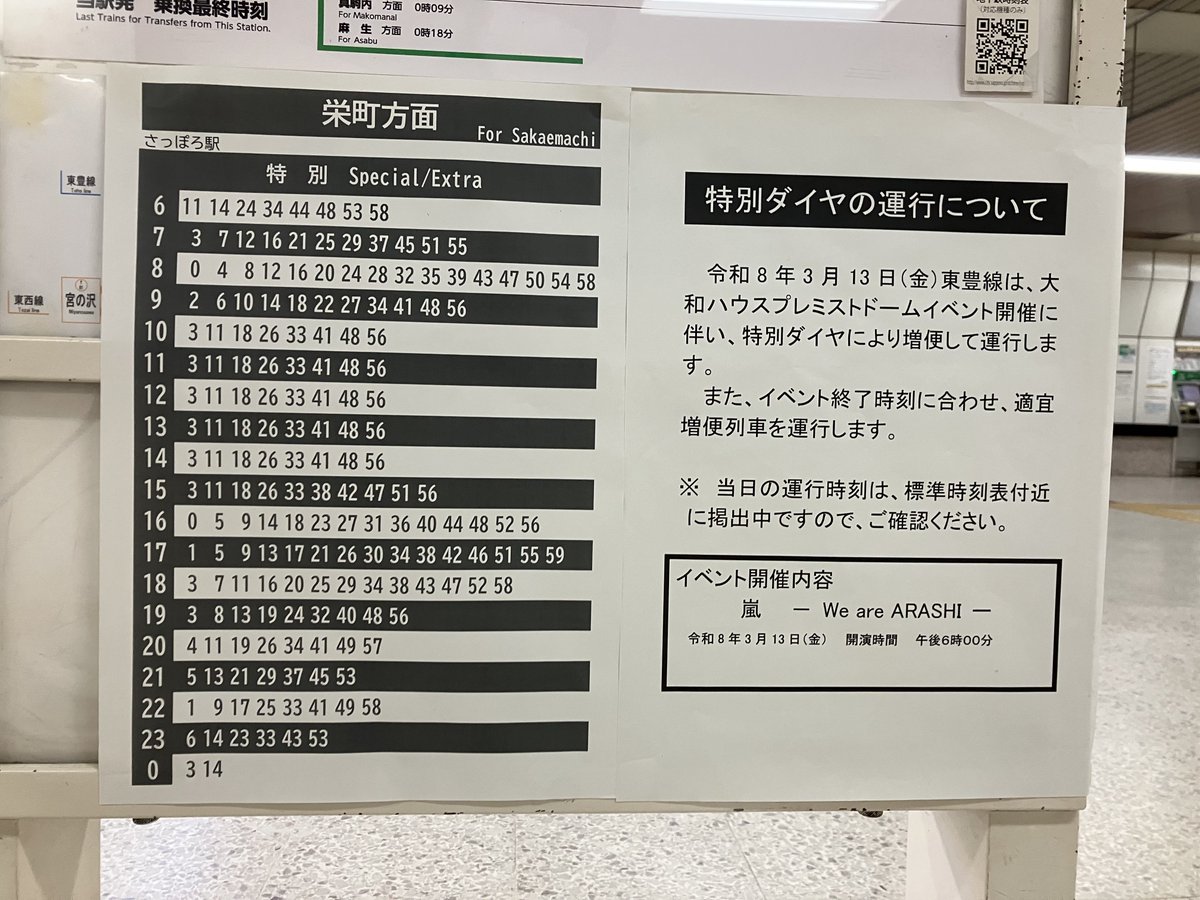 当駅発 乗換最終時刻
Last Trains for Transfers from This Station.
真駒内 方面 0時09分
For Makomanai
麻生 方面 0時18分
For Asabu
地下鉄時刻表
(対応機種のみ)
東豊線
Toho line
東西線
Tozai line
宮の沢
Miyanosawa
栄町方面 For Sakaemachi
さっぽろ駅
特別 Special/Extra
6 11 14 24 34 44 48 53 58
7 3 7 12 16 21 25 29 37 45 51 55
8 0 4 8 12 16 20 24 28 32 35 39 43 47 50 54 58
9 2 6 10 14 18 22 27 34 41 48 56
10 3 11 18 26 33 41 48 56
11 3 11 18 26 33 41 48 56
12 3 11 18 26 33 41 48 56
13 3 11 18 26 33 41 48 56
14 3 11 18 26 33 41 48 56
15 3 11 18 26 33 38 42 47 51 56
16 0 5 9 14 18 23 27 31 36 40 44 48 52 56
17 1 5 9 13 17 21 26 30 34 38 42 46 51 55 59
18 3 7 11 16 20 25 29 34 38 43 47 52 58
19 3 8 13 19 24 32 40 48 56
20 4 11 19 26 34 41 49 57
21 5 13 21 29 37 45 53
22 1 9 17 25 33 41 49 58
23 6 14 23 33 43 53
0 3 14
特別ダイヤの運行について
令和8年3月13日(金)東豊線は、大
和ハウスプレミストドームイベント開催に
伴い、特別ダイヤにより増便して運行しま
す。
また、イベント終了時刻に合わせ、適宜
増便列車を運行します。
※ 当日の運行時刻は、標準時刻表付近
に掲出中ですので、ご確認ください。
イベント開催内容
嵐 － We are ARASHI －
令和8年3月13日(金) 開演時間 午後6時00分